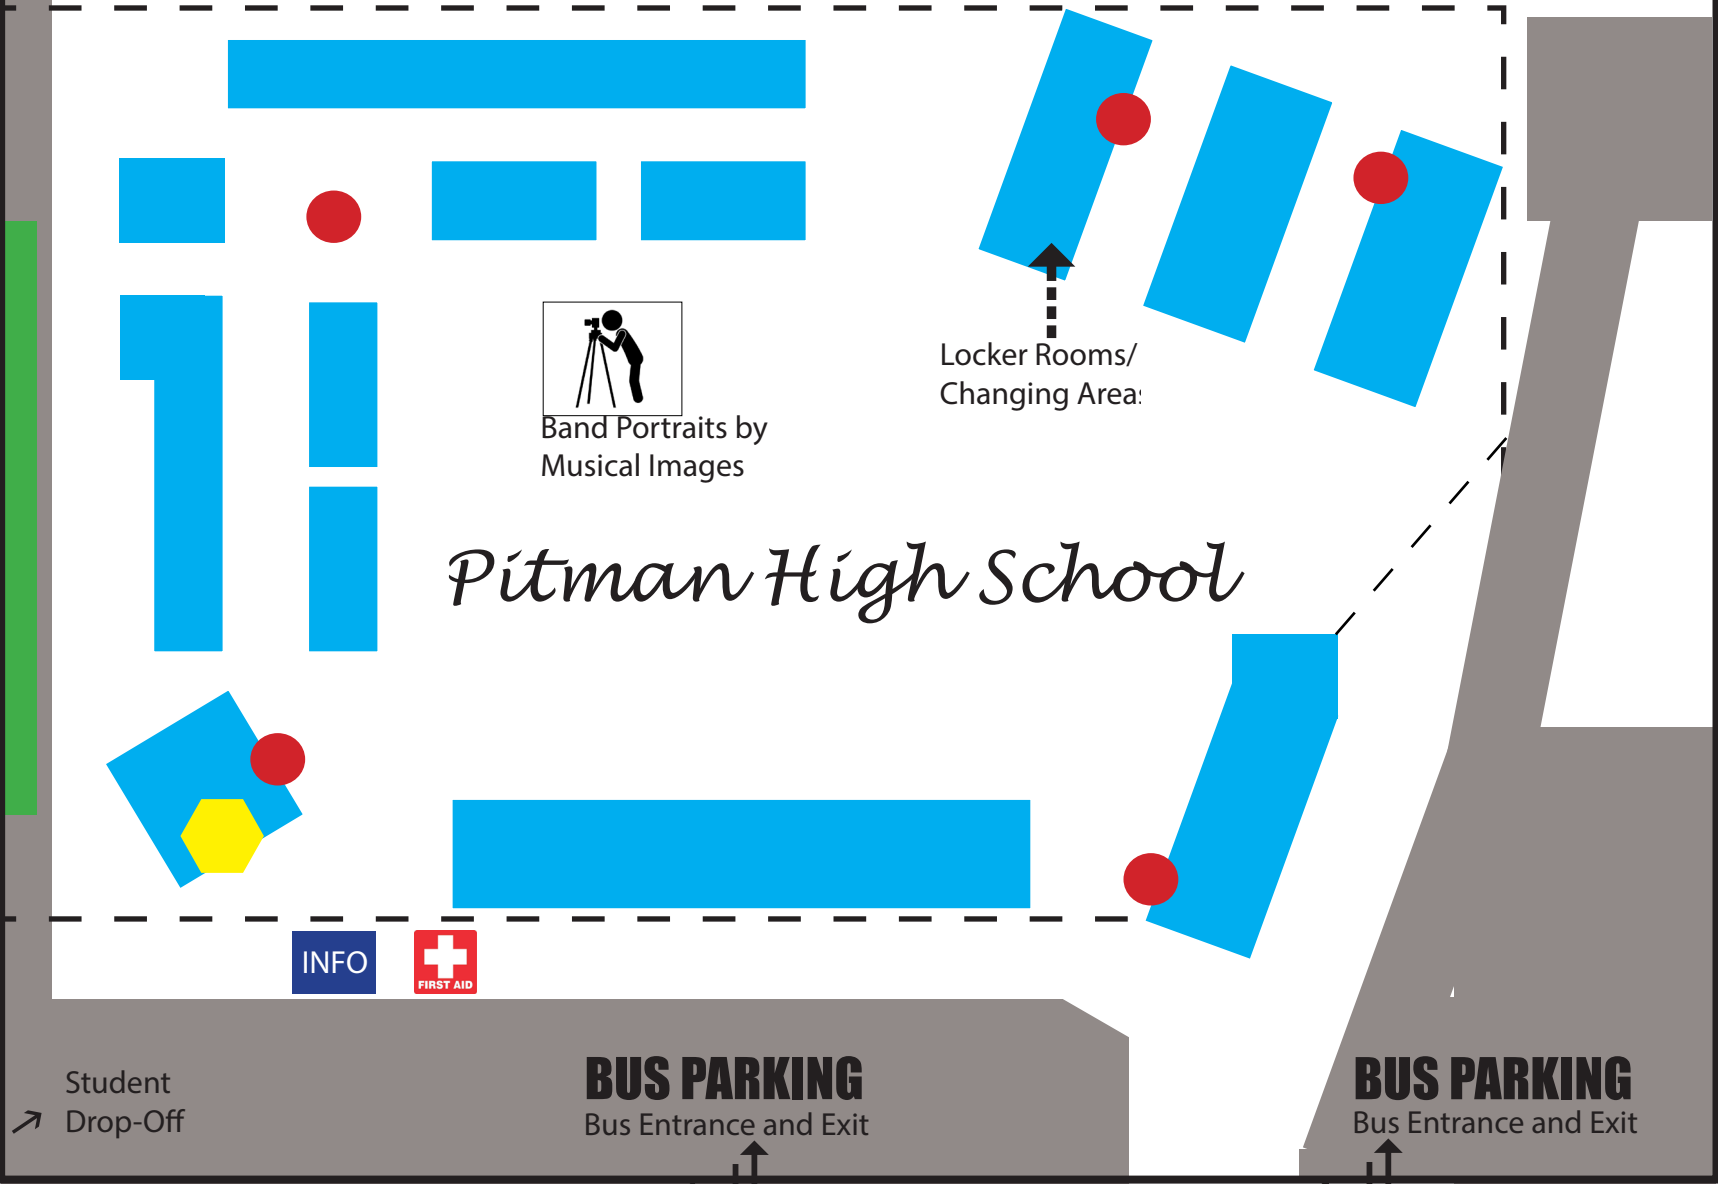 Locker Rooms/
Changing Areas
Band Portraits by
Musical Images
Pitman High School
INFO
FIRST AID
Student
Drop-Off
BUS PARKING
Bus Entrance and Exit
BUS PARKING
Bus Entrance and Exit